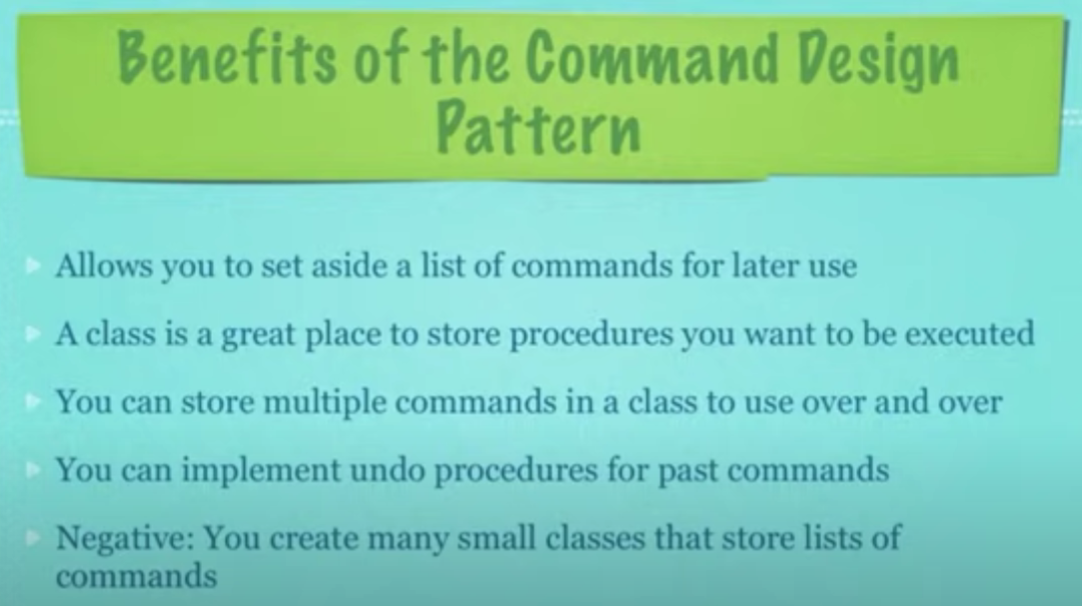 Benefits of the Command Design
Pattern
Allows you to set aside a list of commands for later use
A class is a great place to store procedures you want to be executed
You can store multiple commands in a class to use over and over
You can implement undo procedures for past commands
Negative: You create many small classes that store lists of
commands